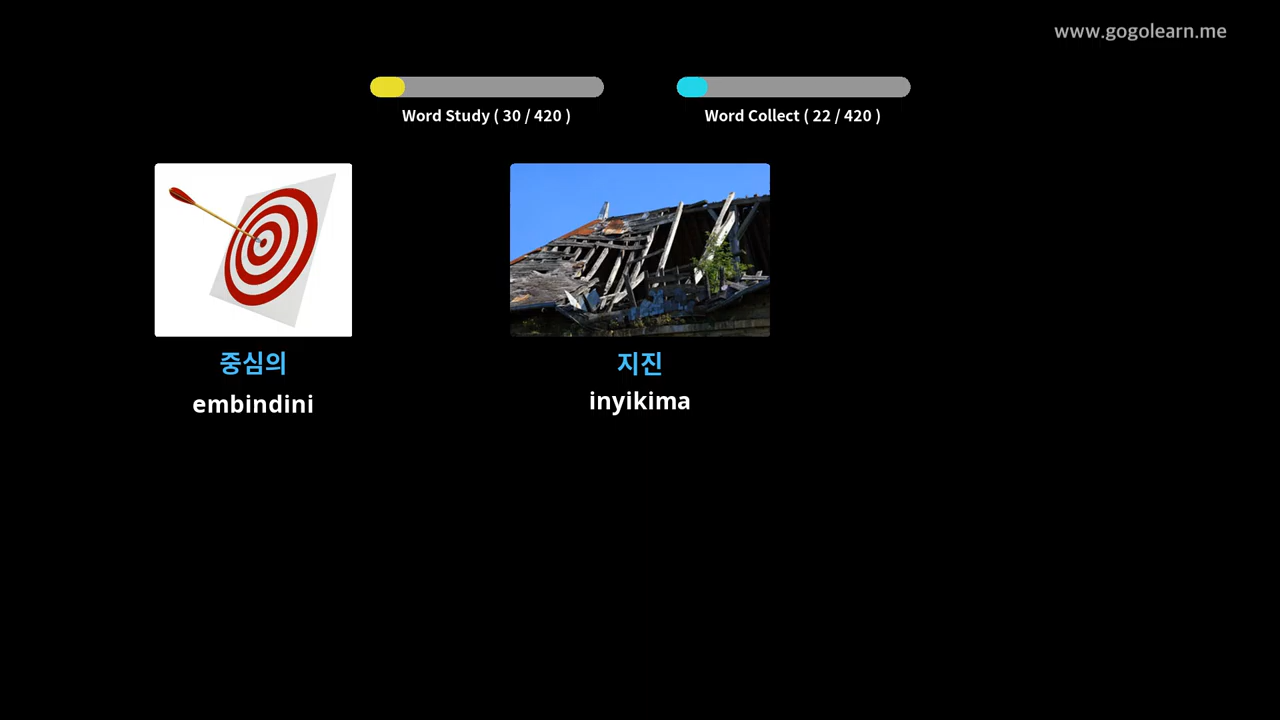 www.gogolearn.me
Word Study ( 30 / 420 )
Word Collect ( 22 / 420 )
중심의
embindini
지진
inyikima